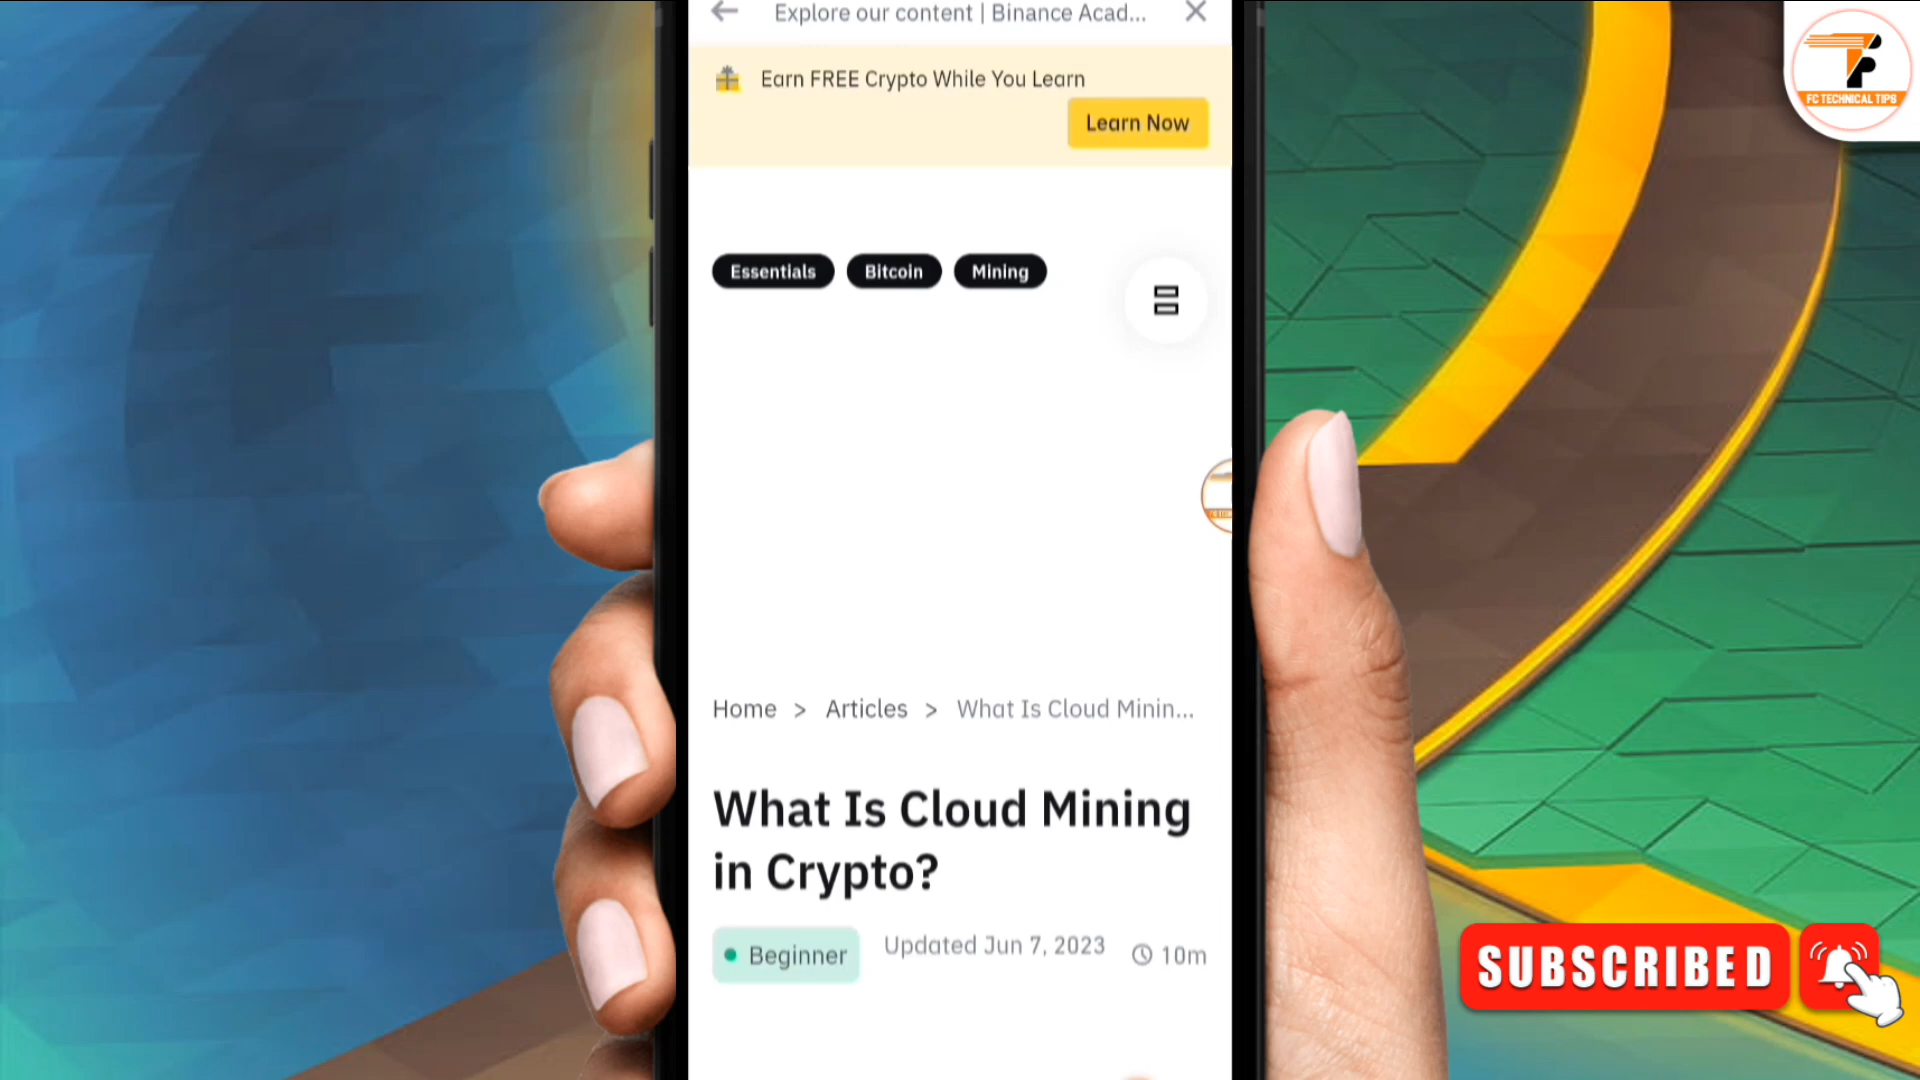 Explore our content | Binance Acad...
Earn FREE Crypto While You Learn
Learn Now
Essentials
Bitcoin
Mining
Home > Articles > What Is Cloud Minin...
What Is Cloud Mining
in Crypto?
Beginner
Updated Jun 7, 2023
10m
FC TECHNICAL TIPS
SUBSCRIBED